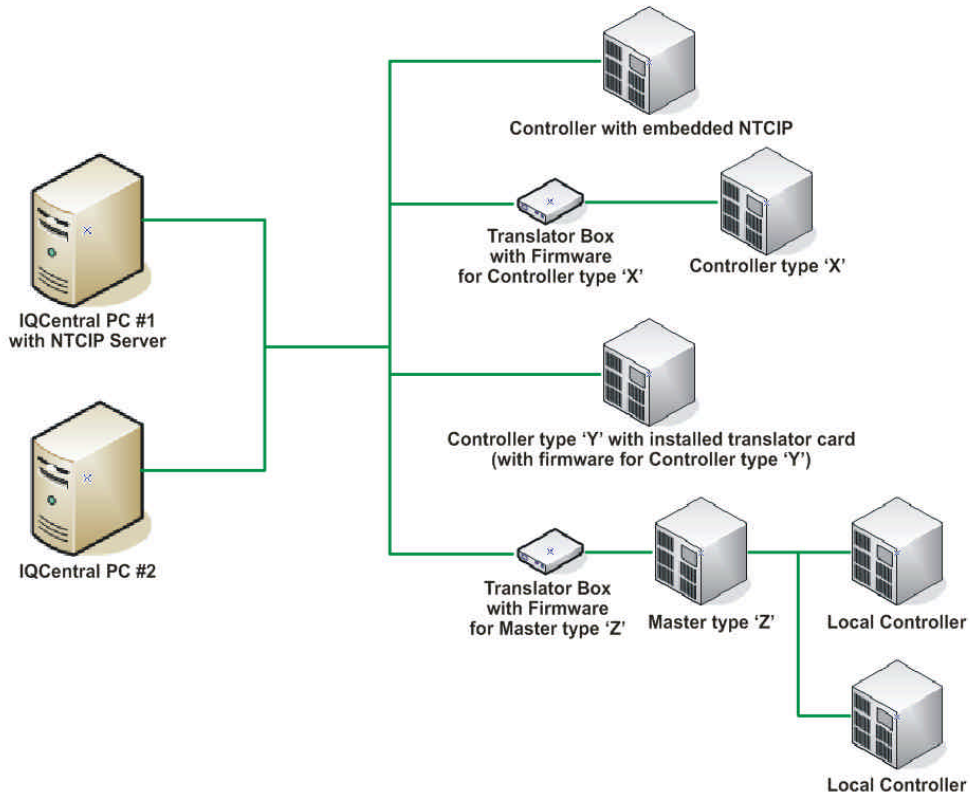 Controller with embedded NTCIP
Translator Box
with Firmware
for Controller type ‘X’
Controller type ‘X’
IQCentral PC #1
with NTCIP Server
Controller type ‘Y’ with installed translator card
(with firmware for Controller type ‘Y’)
IQCentral PC #2
Translator Box
with Firmware
for Master type ‘Z’
Master type ‘Z’
Local Controller
Local Controller